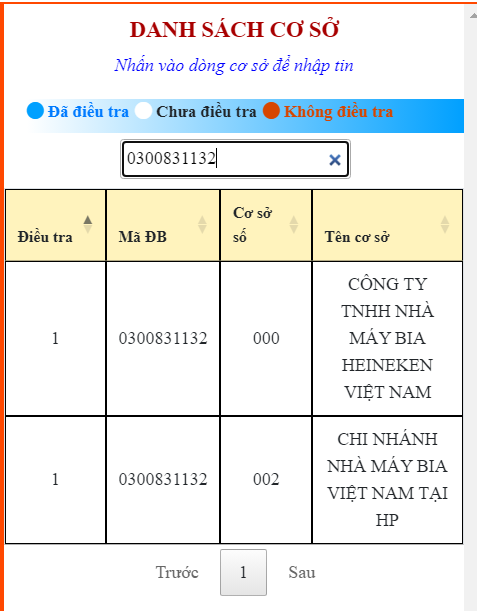 DANH SÁCH CƠ SỞ
Nhấn vào dòng cơ sở để nhập tin
Đã điều tra Chưa điều tra Không điều tra
0300831132
Điều tra Mã ĐB Cơ sở số Tên cơ sở
1 0300831132 000 CÔNG TY
TNHH NHÀ
MÁY BIA
HEINEKEN
VIỆT NAM
1 0300831132 002 CHI NHÁNH
NHÀ MÁY BIA
VIỆT NAM TẠI
HP
Trước 1 Sau